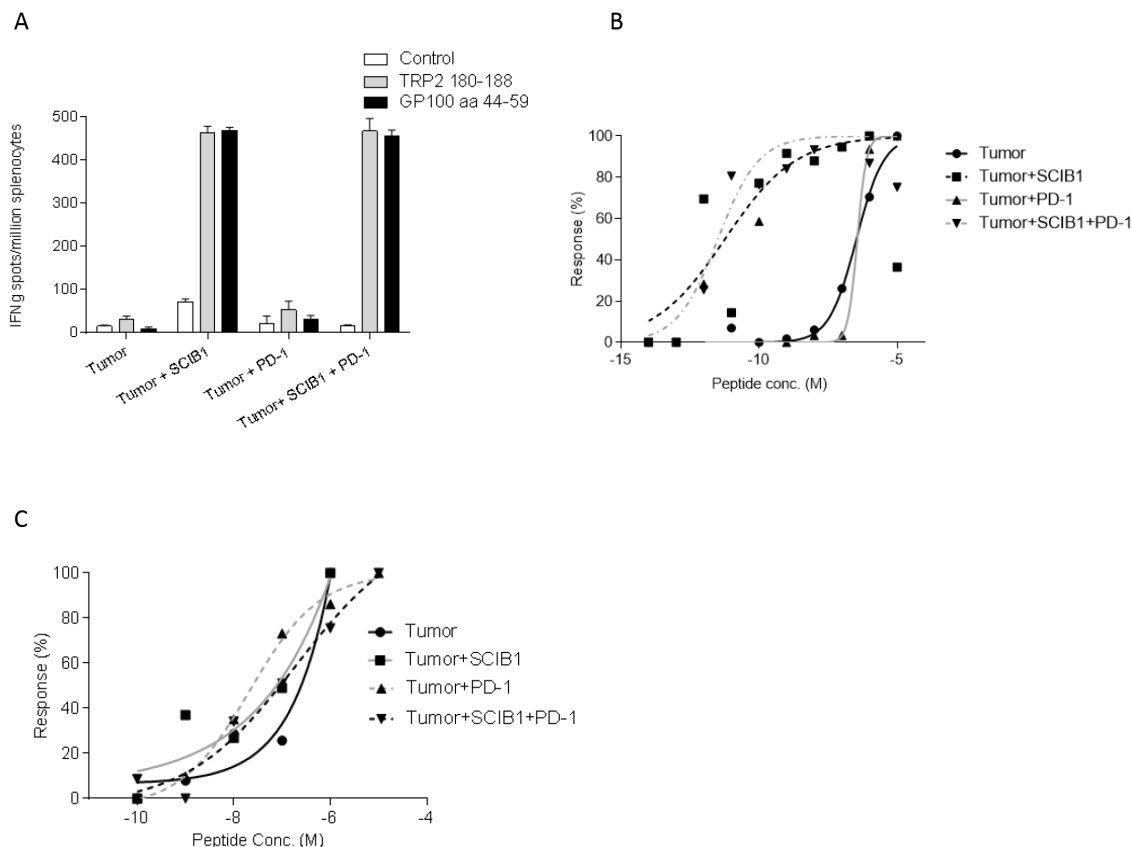 A
Control
TRP2 180-188
GP100 aa 44-59
IFNg spots/million splenocytes
500
400
300
200
100
0
Tumor
Tumor + SCIB1
Tumor + PD-1
Tumor+ SCIB1 + PD-1
B
Response (%)
100
80
60
40
20
0
-15
-10
-5
Peptide conc. (M)
Tumor
Tumor+SCIB1
Tumor+PD-1
Tumor+SCIB1+PD-1
C
Response (%)
100
80
60
40
20
0
-10
-8
-6
-4
Peptide Conc. (M)
Tumor
Tumor+SCIB1
Tumor+PD-1
Tumor+SCIB1+PD-1